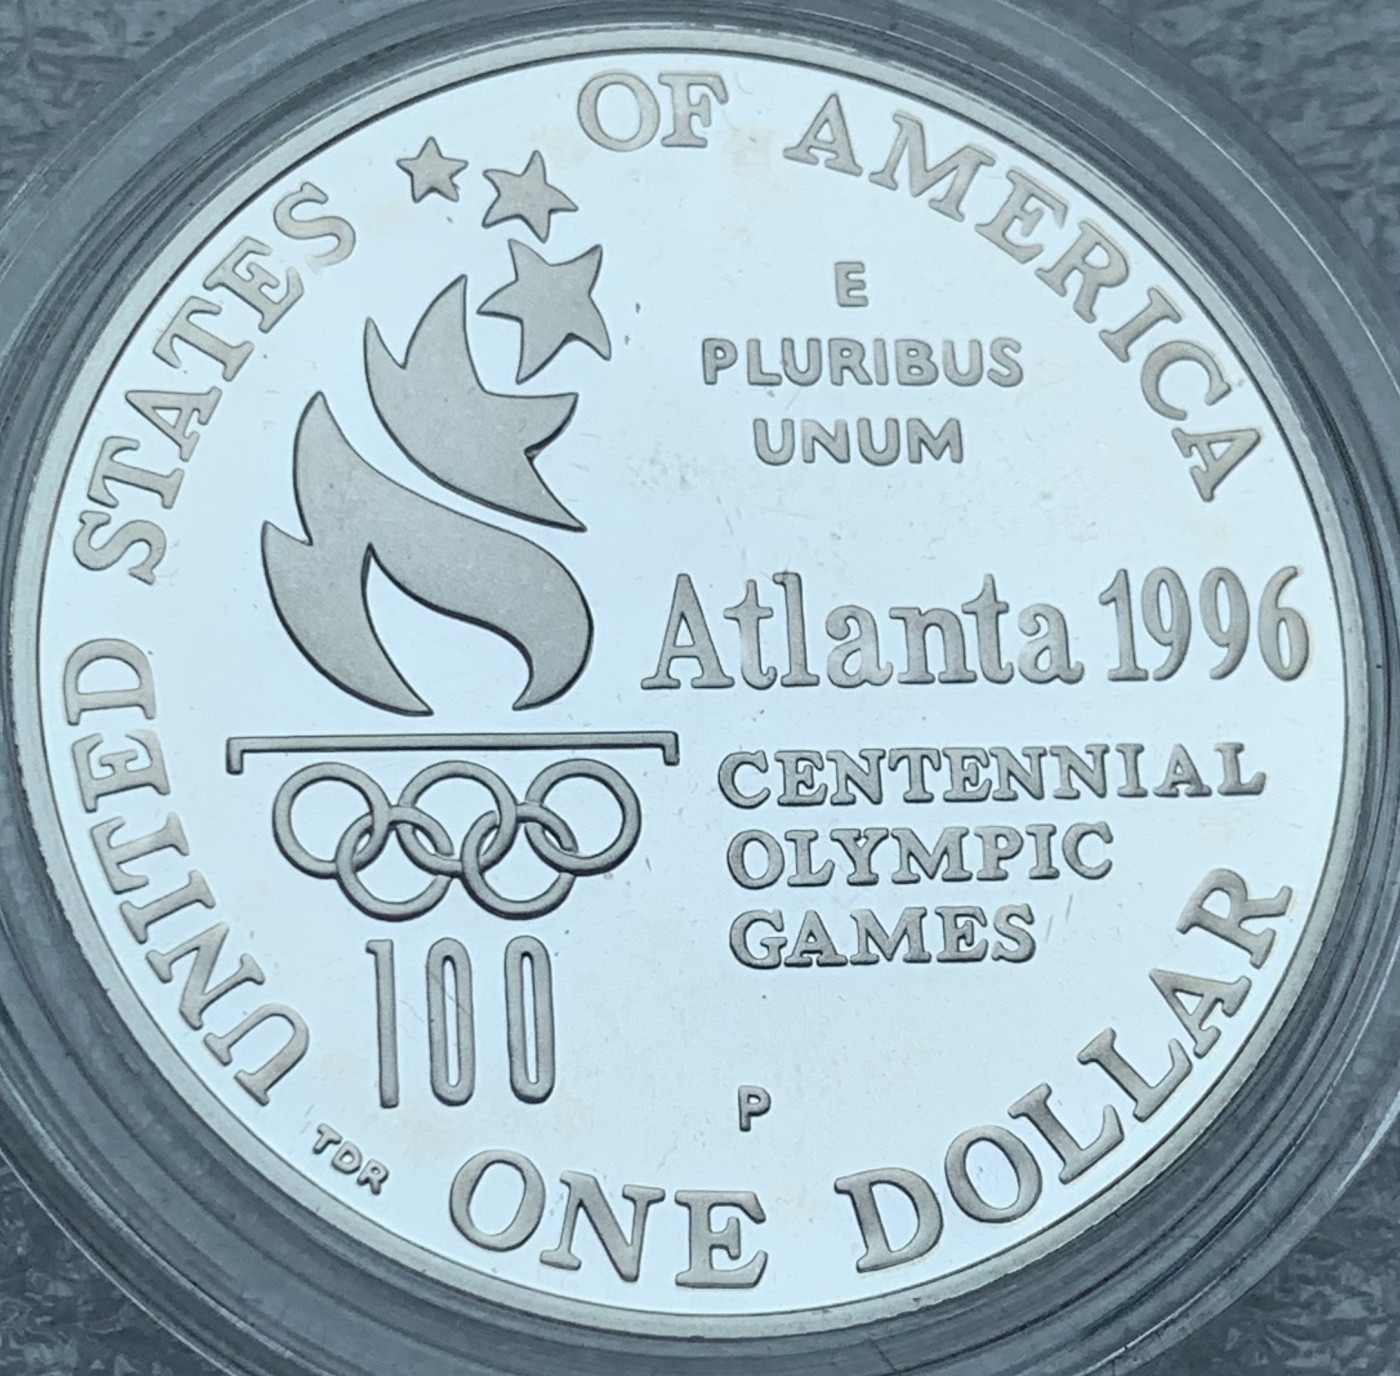 UNITED STATES OF AMERICA
E
PLURIBUS
UNUM
Atlanta 1996
CENTENNIAL
OLYMPIC
GAMES
100
P
TDR
ONE DOLLAR